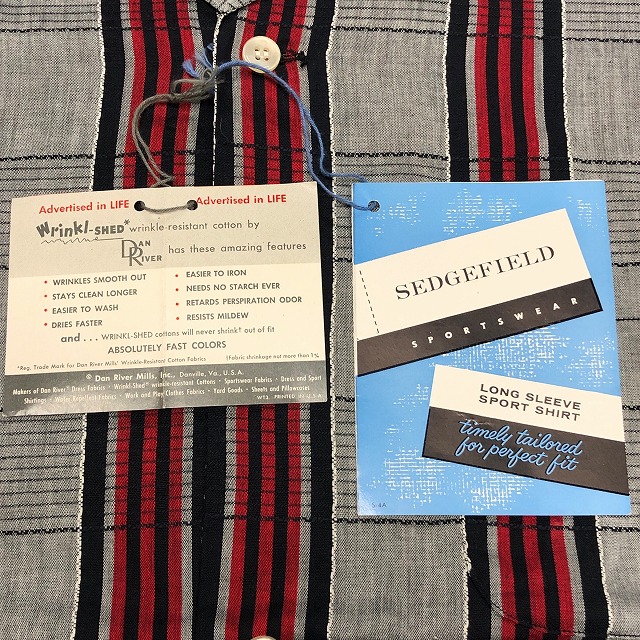 Advertised in LIFE Advertised in LIFE
Wrinkl-SHED* wrinkle-resistant cotton by
DAN RIVER has these amazing features
• WRINKLES SMOOTH OUT
• STAYS CLEAN LONGER
• EASIER TO WASH
• DRIES FASTER
• EASIER TO IRON
• NEEDS NO STARCH EVER
• RETARDS PERSPIRATION ODOR
• RESISTS MILDEW
and . . . WRINKL-SHED cottons will never shrink† out of fit
ABSOLUTELY FAST COLORS
*Reg. Trade Mark for Dan River Mills' Wrinkle-Resistant Cotton Fabrics †Fabric shrinkage not more than 1%
© Dan River Mills, Inc., Danville, Va., U.S.A.
Makers of Dan River® Dress Fabrics · Wrinkl-Shed® wrinkle-resistant Cottons · Sportswear Fabrics · Dress and Sport
Shirtings · Water Repellent Fabrics · Work and Play Clothes Fabrics · Yard Goods · Sheets and Pillowcases
PRINTED IN U.S.A.
SEDGEFIELD
SPORTSWEAR
LONG SLEEVE
SPORT SHIRT
timely tailored
for perfect fit